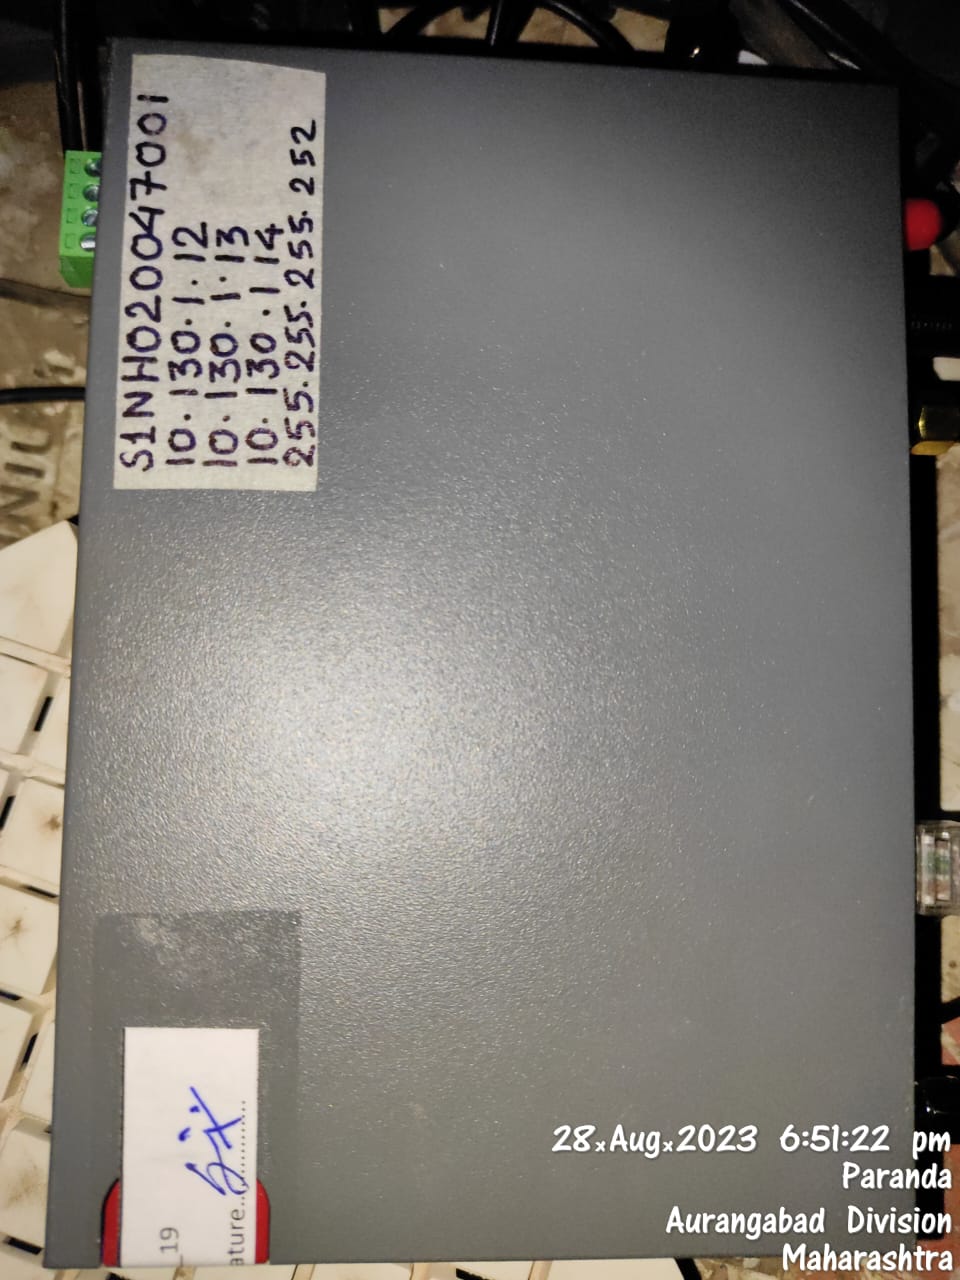 S1NH020047001
10.130.1.12
10.130.1.13
10.130.1.14
255.255.255.252
_19
ature..............
28 Aug 2023 6:51:22 pm
Paranda
Aurangabad Division
Maharashtra